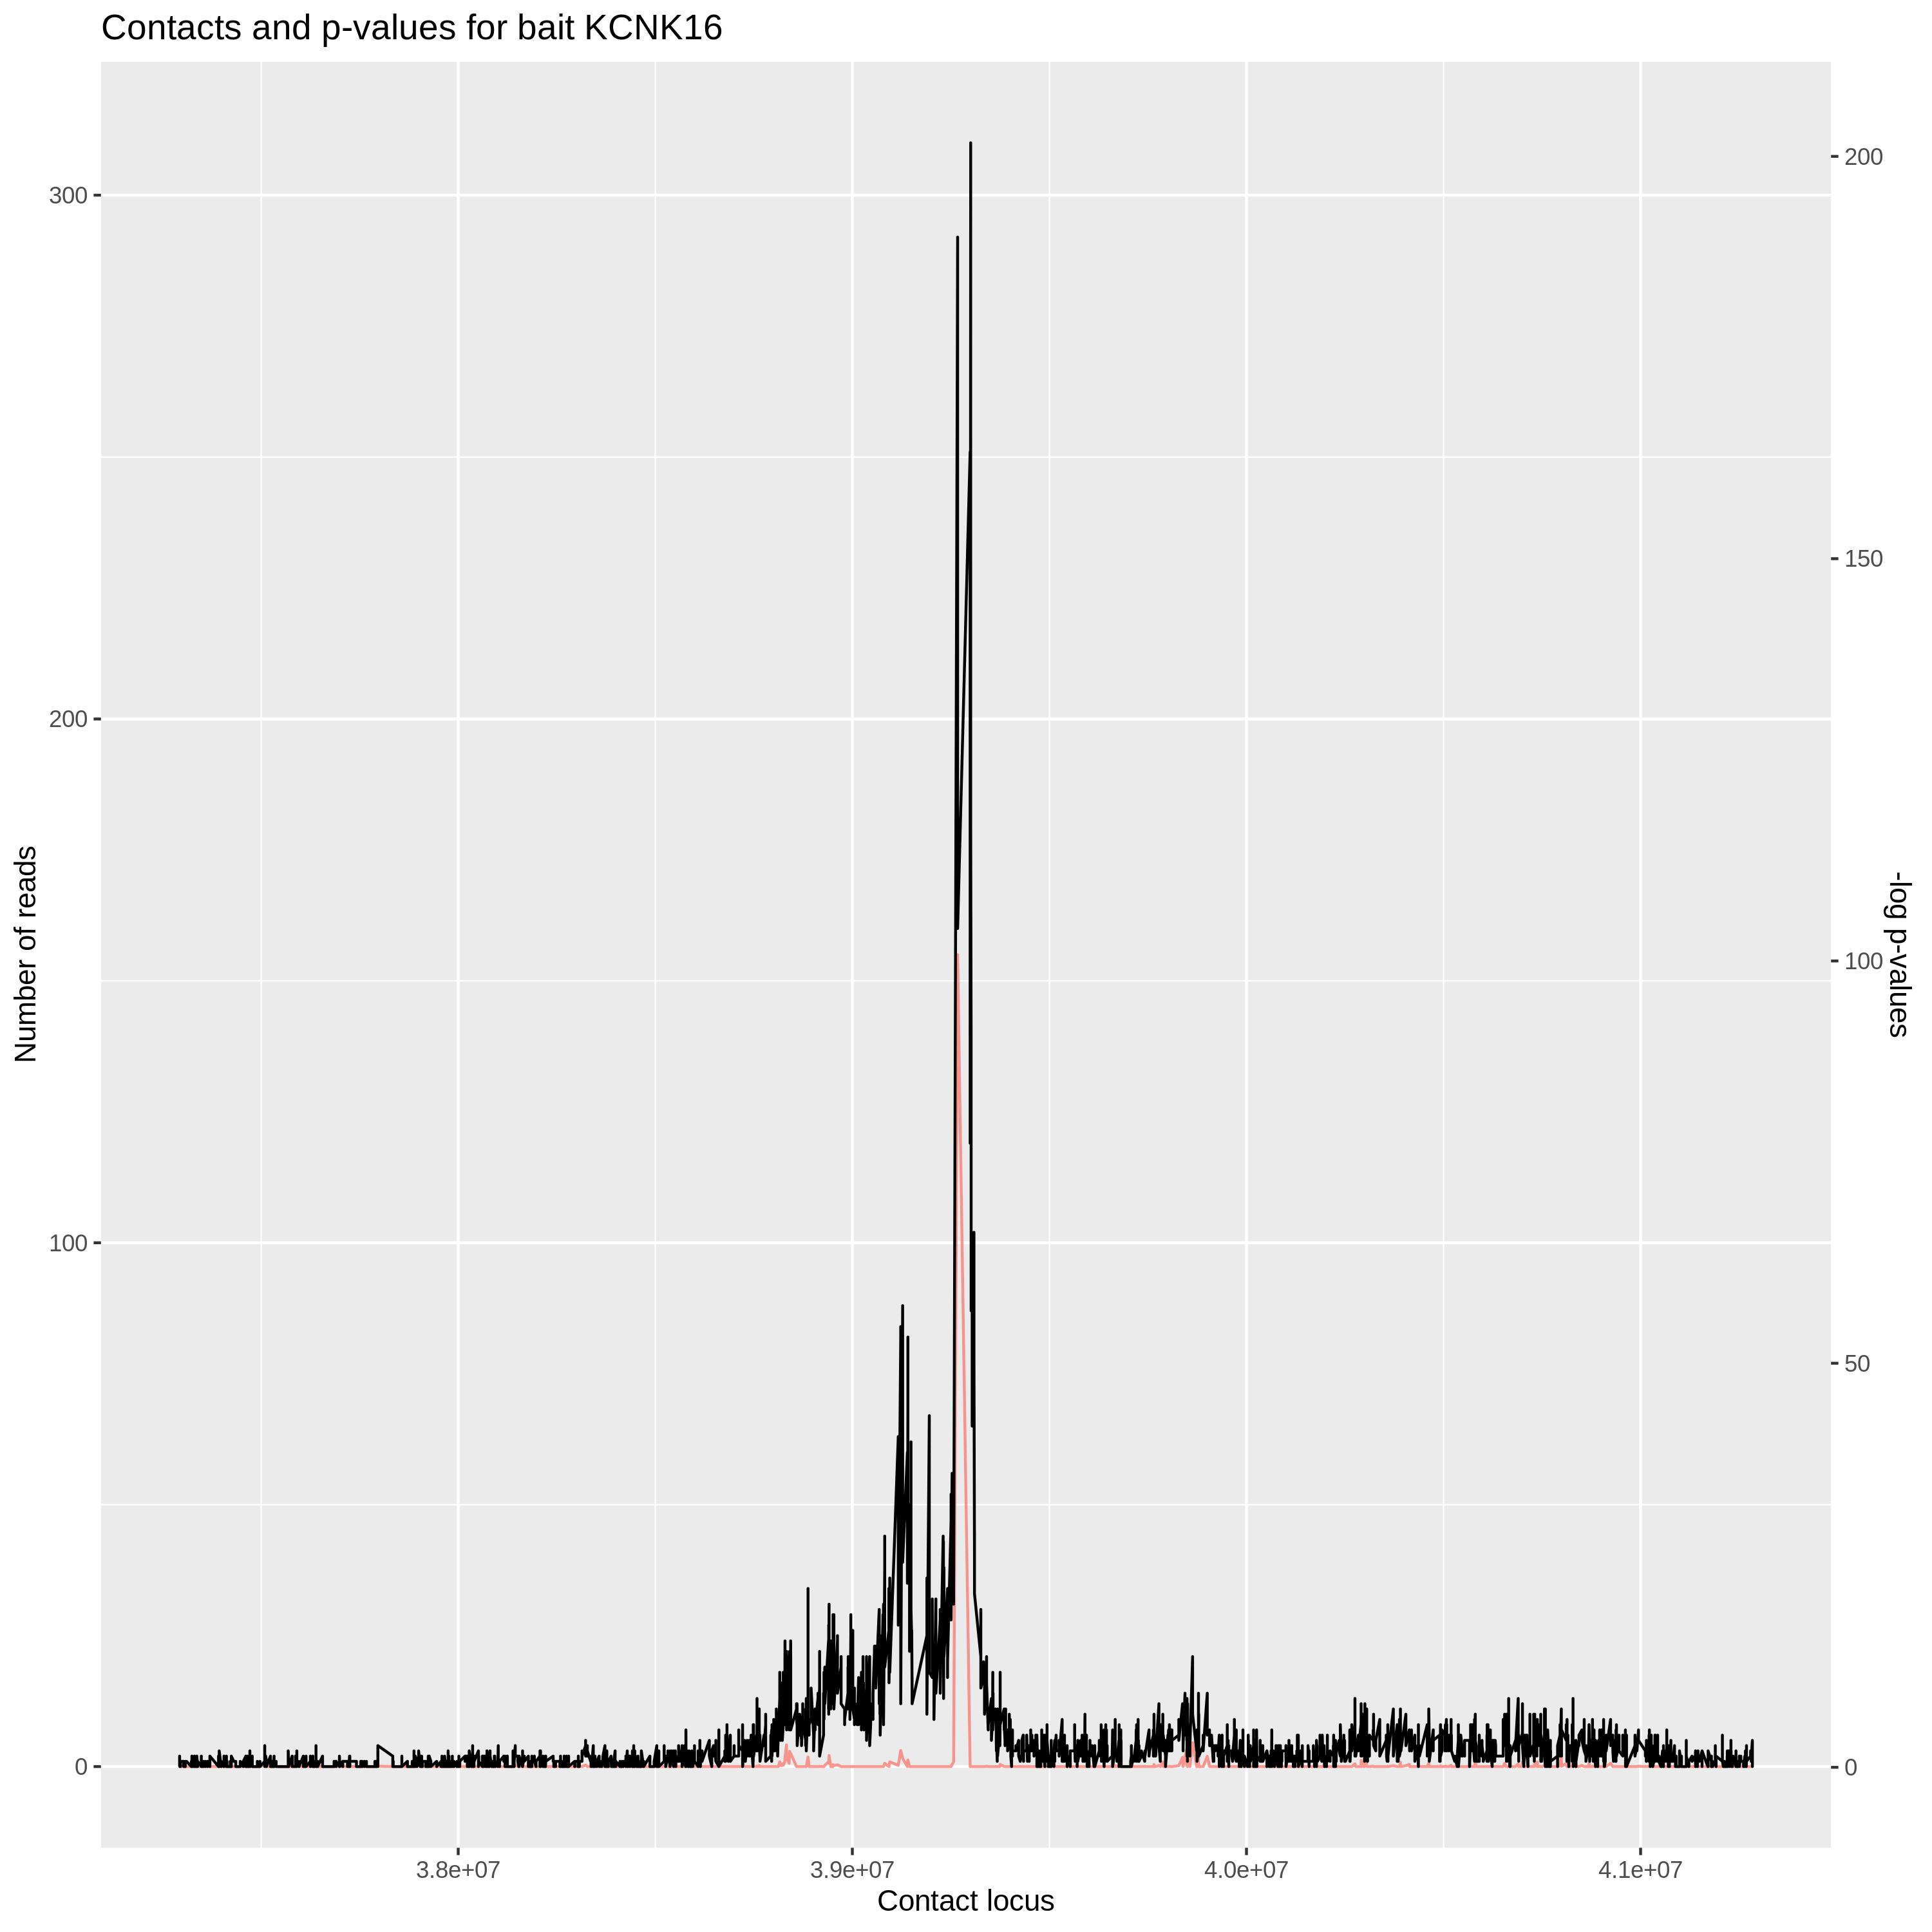 Contacts and p-values for bait KCNK16
Number of reads
300
200
100
0
200
150
100
50
0
-log p-values
3.8e+07 3.9e+07 4.0e+07 4.1e+07
Contact locus